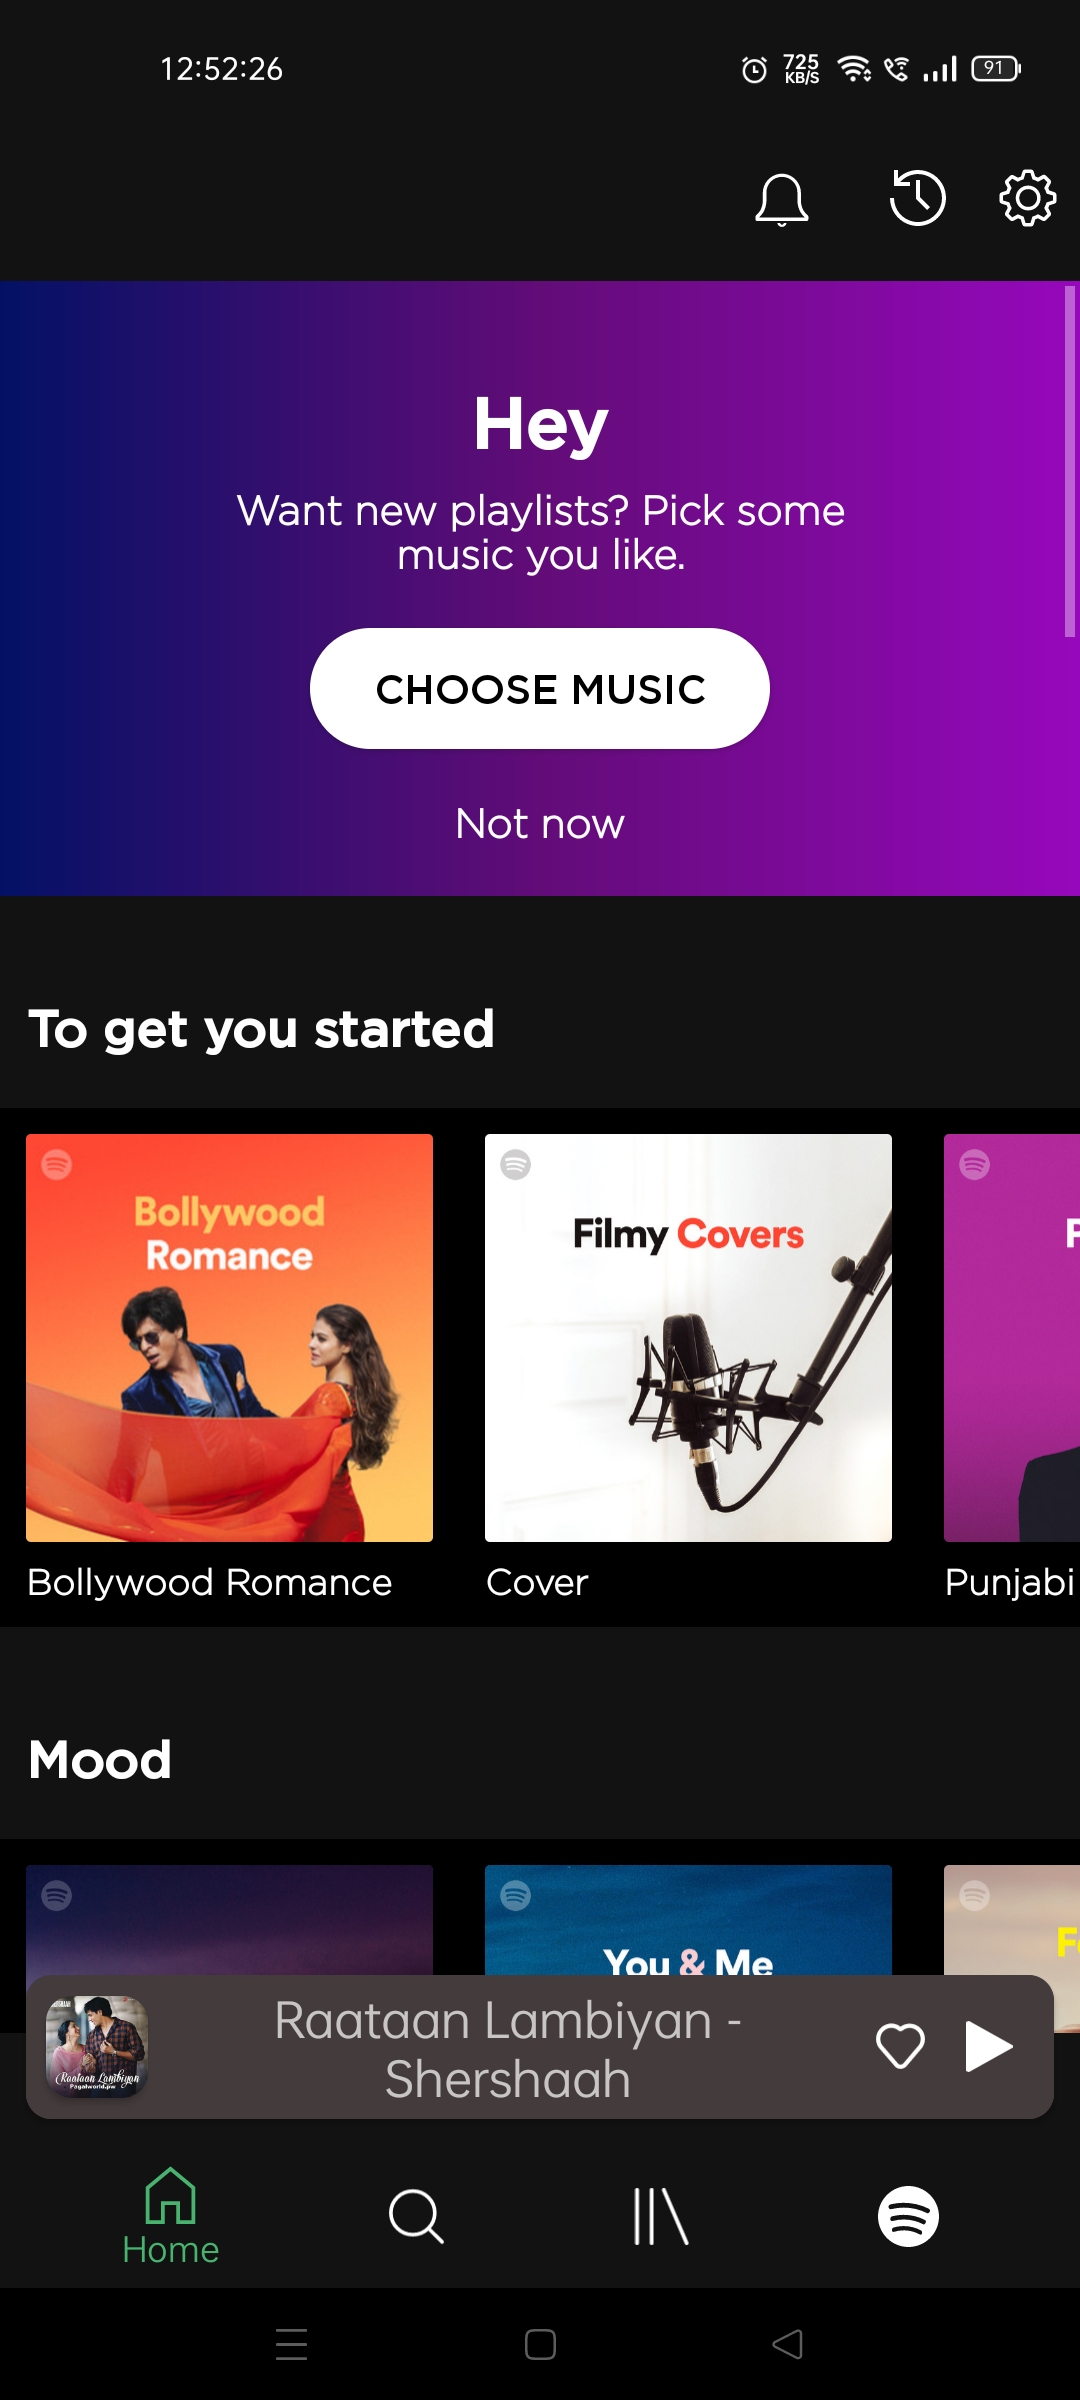 12:52:26
725
KB/S
91
Hey
Want new playlists? Pick some
music you like.
CHOOSE MUSIC
Not now
To get you started
Bollywood
Romance
Filmy Covers
Bollywood Romance
Cover
Punjabi
Mood
You & Me
Raataan Lambiyan -
Shershaah
Raataan Lambiyan
Pagalworld.pw
Home